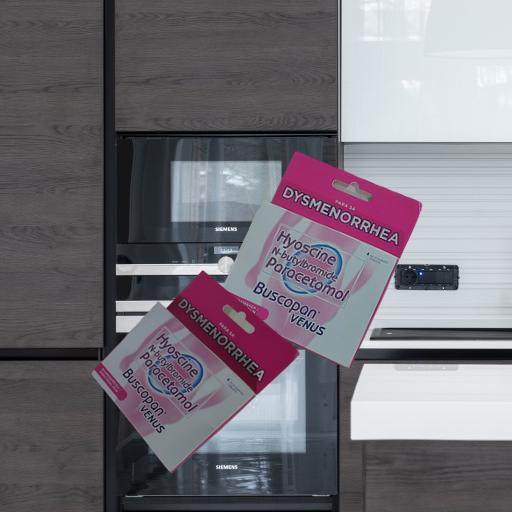 SIEMENS
PARA SA
DYSMENORRHEA
Hyoscine
N-butylbromide
Paracetamol
Buscopan
VENUS
PARA SA
DYSMENORRHEA
Hyoscine
N-butylbromide
Paracetamol
Buscopan
VENUS
SIEMENS